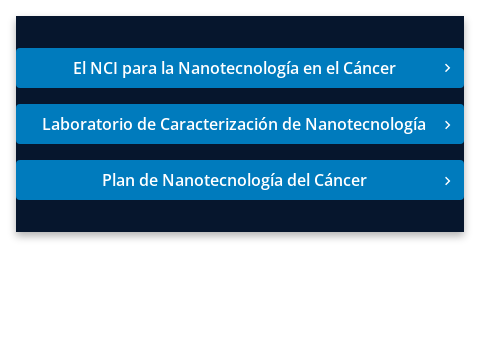 El NCI para la Nanotecnología en el Cáncer
Laboratorio de Caracterización de Nanotecnología
Plan de Nanotecnología del Cáncer